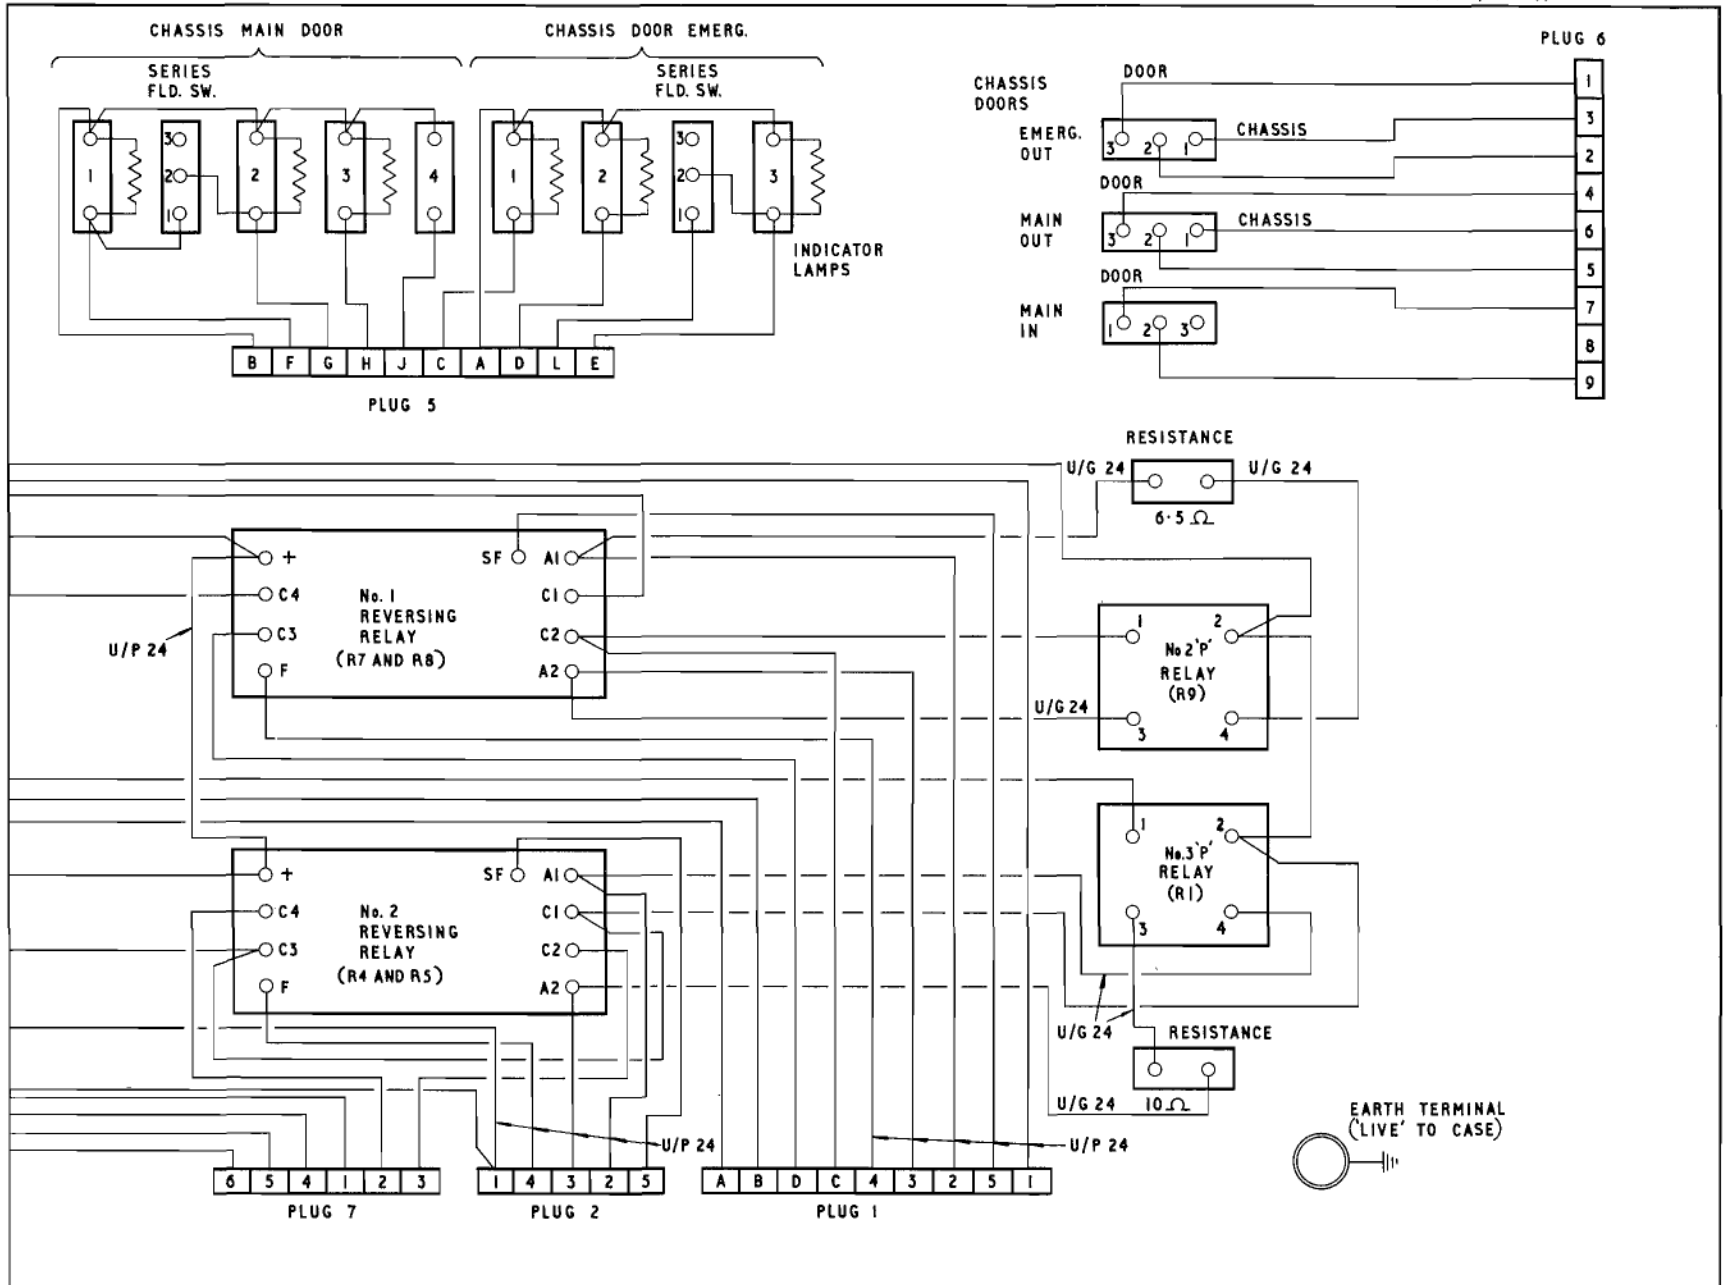 CHASSIS MAIN DOOR
CHASSIS DOOR EMERG.
SERIES
FLD. SW.
SERIES
FLD. SW.
1
3
2
1
2
3
4
1
2
3
2
1
3
INDICATOR
LAMPS
B F G H J C A D L E
PLUG 5
PLUG 6
CHASSIS
DOORS
DOOR
EMERG.
OUT
3 2 1
CHASSIS
DOOR
MAIN
OUT
3 2 1
CHASSIS
DOOR
MAIN
IN
1 2 3
1
3
2
4
6
5
7
8
9
RESISTANCE
U/G 24
U/G 24
6·5 Ω
+
C4
C3
F
No. 1
REVERSING
RELAY
(R7 AND R8)
SF
A1
C1
C2
A2
U/P 24
1 2
No 2 'P'
RELAY
(R9)
3 4
U/G 24
1 2
No. 3 'P'
RELAY
(R1)
3 4
+
C4
C3
F
No. 2
REVERSING
RELAY
(R4 AND R5)
SF
A1
C1
C2
A2
U/G 24
RESISTANCE
U/G 24
10 Ω
U/P 24
U/P 24
EARTH TERMINAL
('LIVE' TO CASE)
6 5 4 1 2 3
PLUG 7
1 4 3 2 5
PLUG 2
A B D C 4 3 2 5 1
PLUG 1